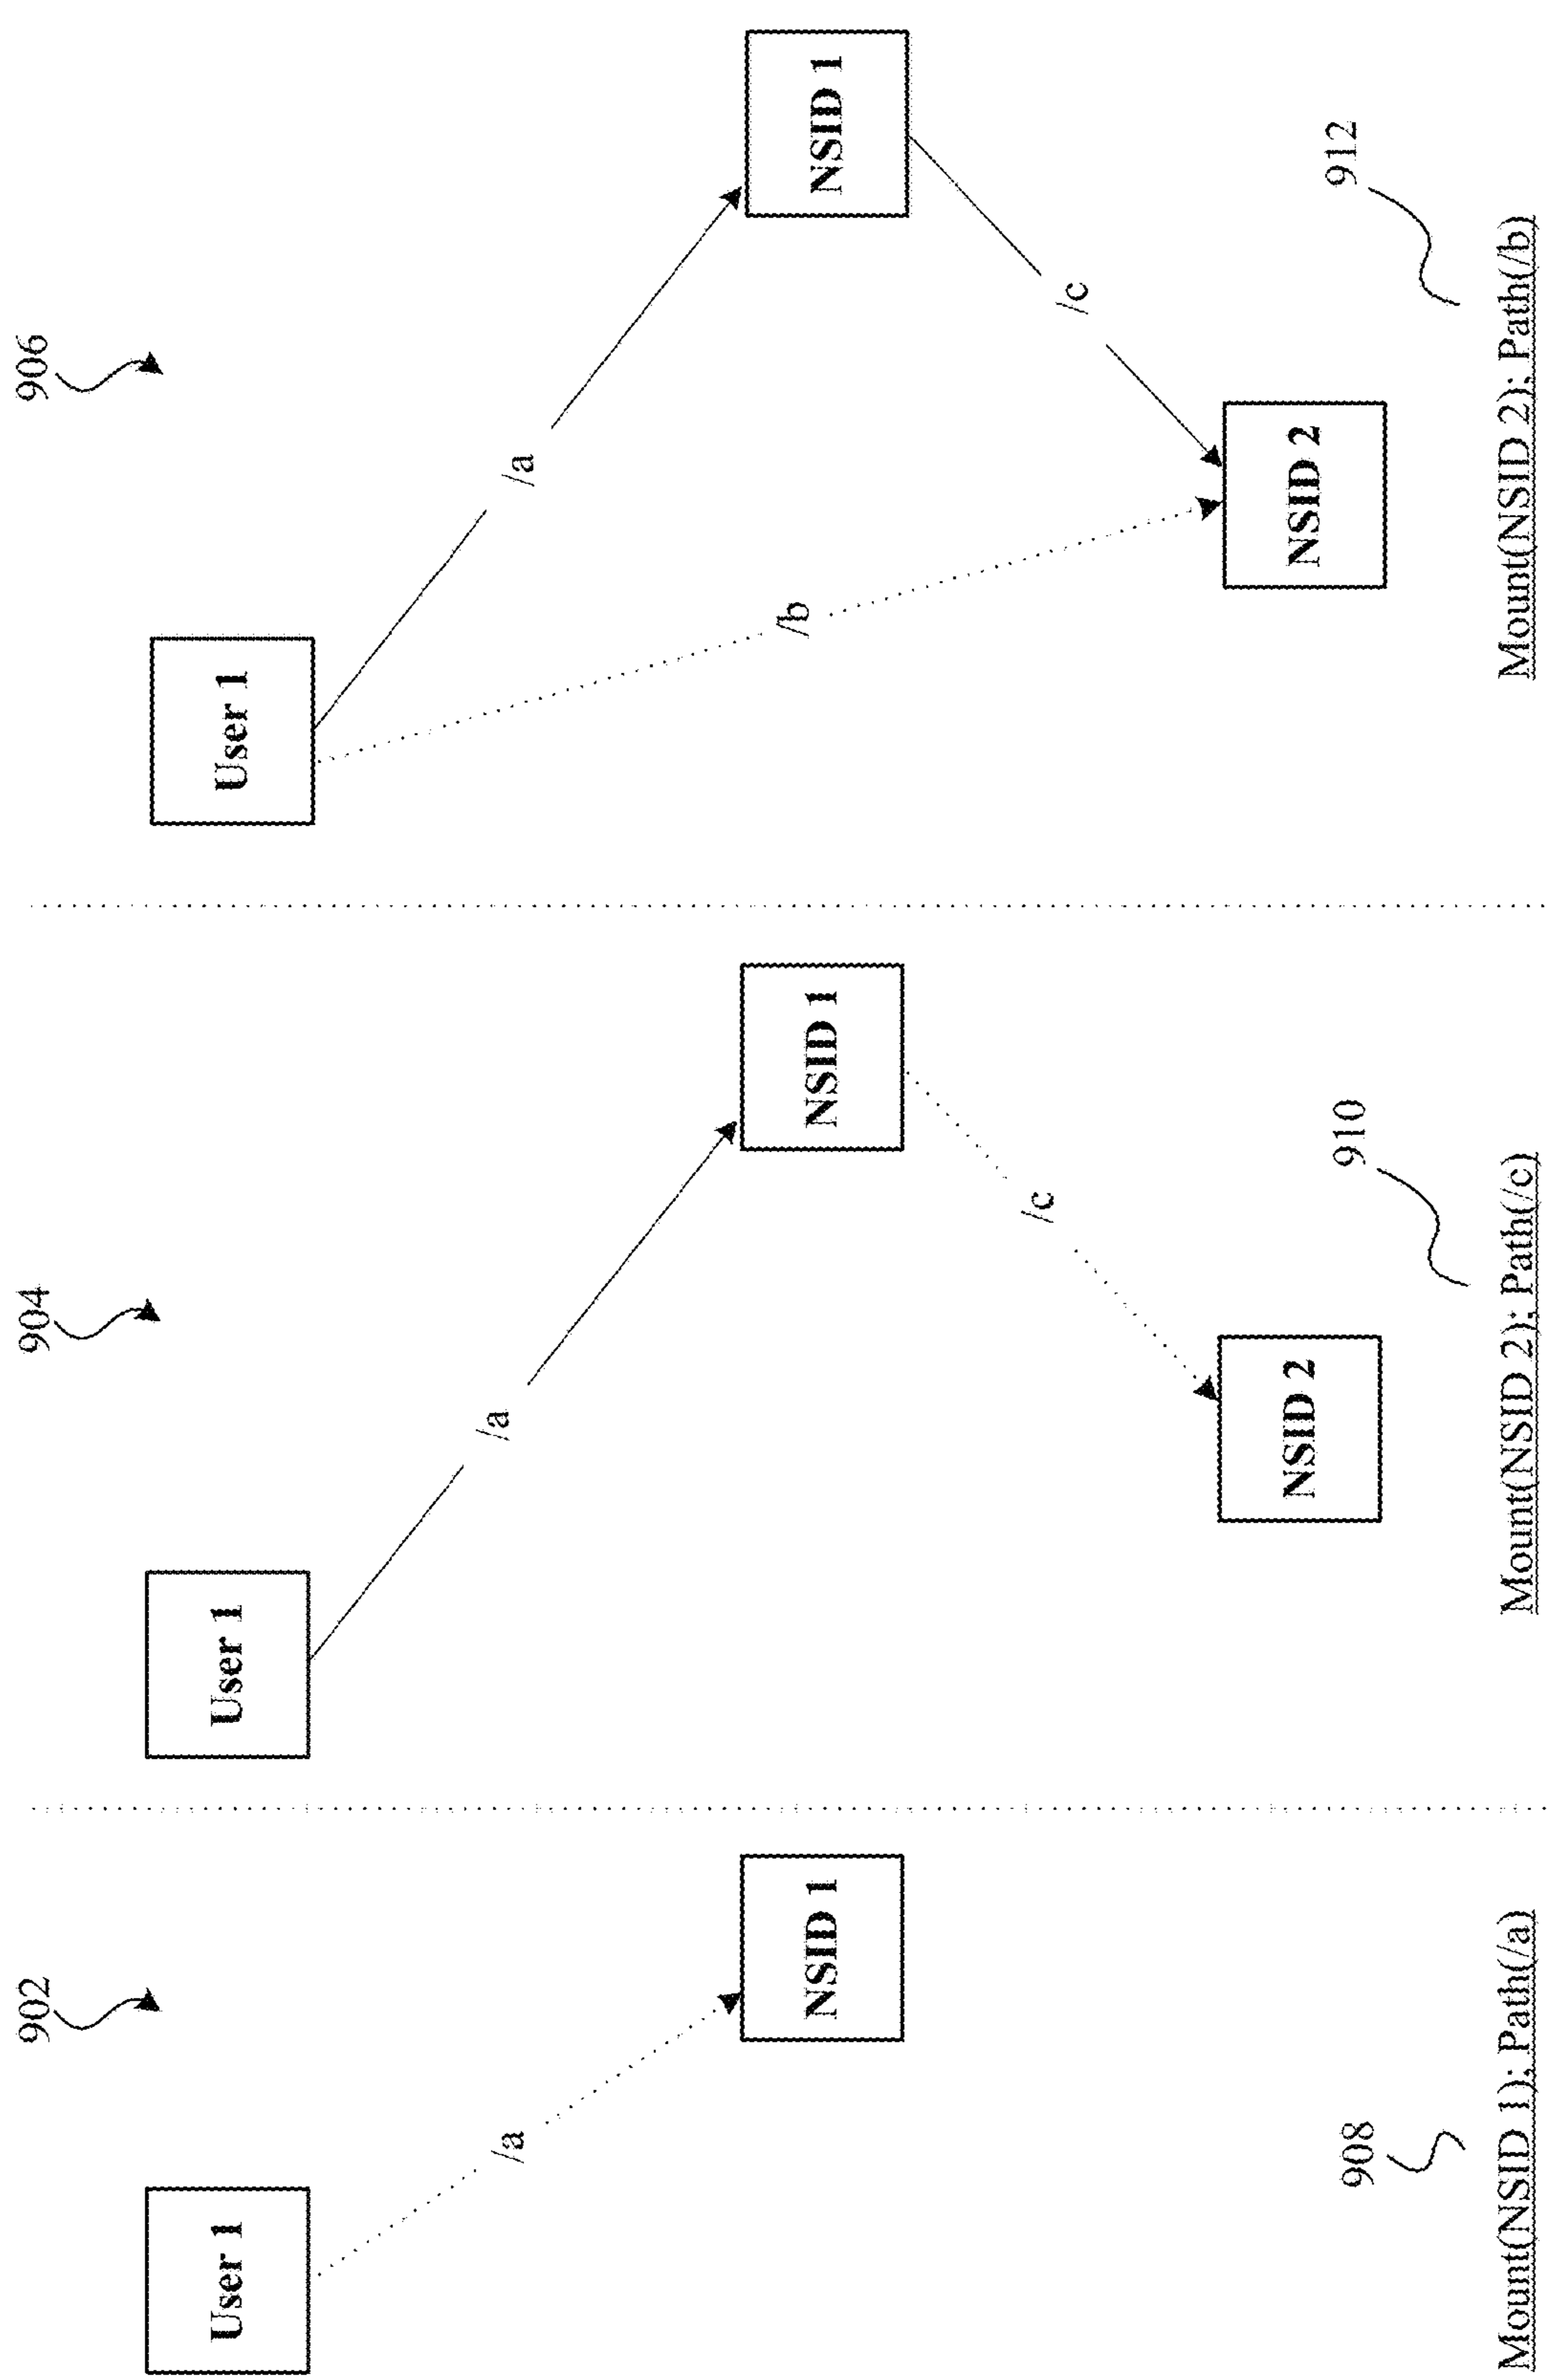 902
User 1
/a
NSID 1
908
Mount(NSID 1); Path(/a)
904
User 1
/a
NSID 1
/c
NSID 2
910
Mount(NSID 2); Path(/c)
906
User 1
/a
NSID 1
/b
/c
NSID 2
912
Mount(NSID 2); Path(/b)